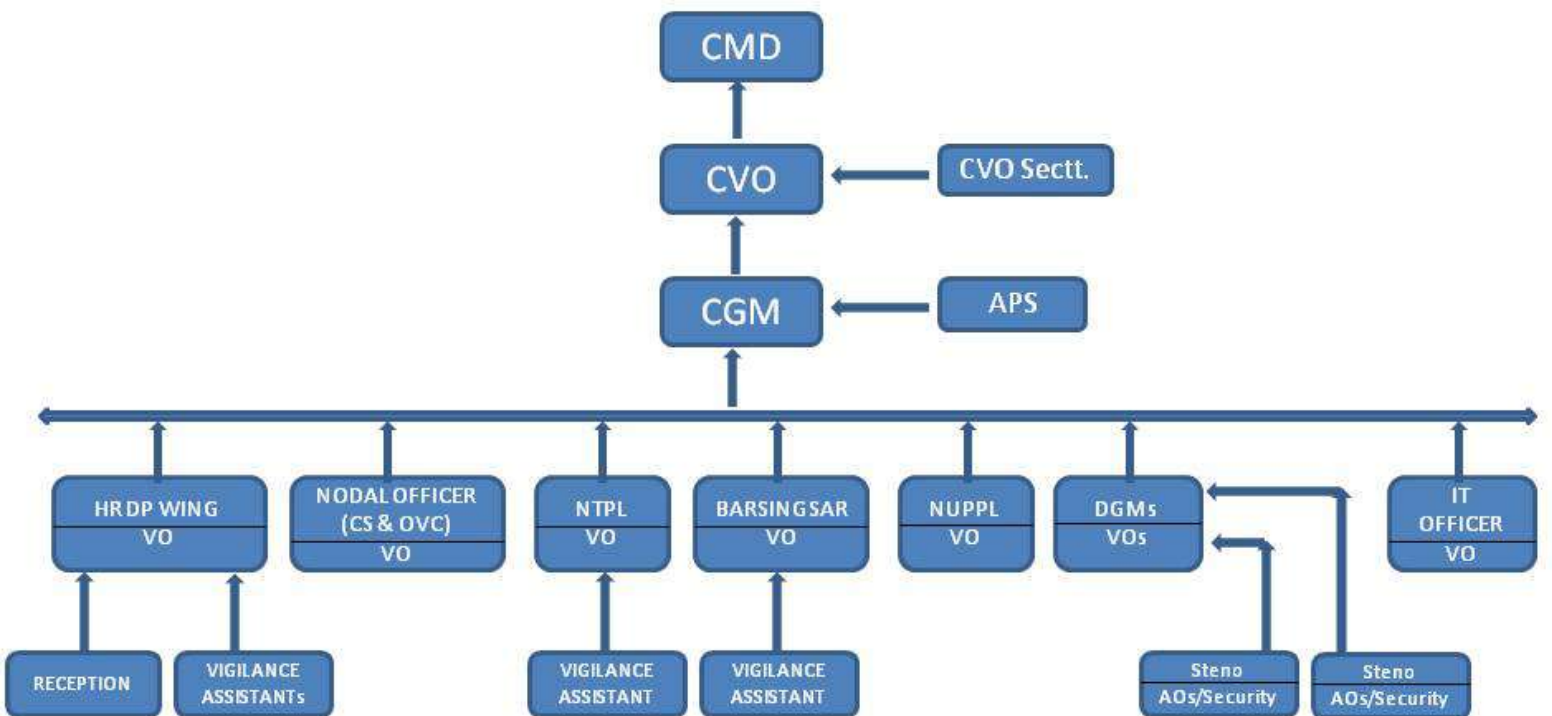 CMD
CVO
CVO Sectt.
CGM
APS
HRDP WING
VO
NODAL OFFICER
(CS & OVC)
VO
NTPL
VO
BARSINGSAR
VO
NUPPL
VO
DGMs
VOs
IT
OFFICER
VO
RECEPTION
VIGILANCE
ASSISTANTs
VIGILANCE
ASSISTANT
VIGILANCE
ASSISTANT
Steno
AOs/Security
Steno
AOs/Security